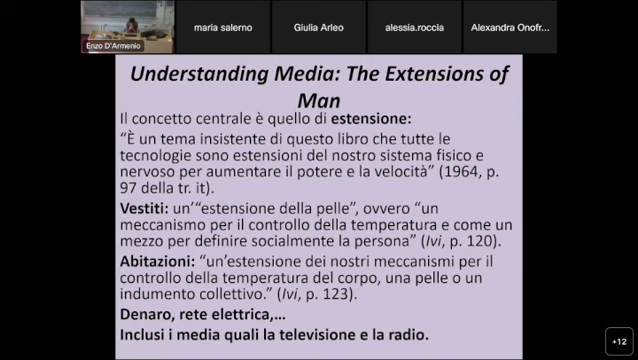 maria salerno
Giulia Arleo
alessia.roccia
Alexandra Onofr...
Enzo D'Armenio
Understanding Media: The Extensions of
Man
Il concetto centrale è quello di estensione:
“È un tema insistente di questo libro che tutte le
tecnologie sono estensioni del nostro sistema fisico e
nervoso per aumentare il potere e la velocità” (1964, p.
97 della tr. it).
Vestiti: un’“estensione della pelle”, ovvero “un
meccanismo per il controllo della temperatura e come un
mezzo per definire socialmente la persona” (Ivi, p. 120).
Abitazioni: “un’estensione dei nostri meccanismi per il
controllo della temperatura del corpo, una pelle o un
indumento collettivo.” (Ivi, p. 123).
Denaro, rete elettrica,…
Inclusi i media quali la televisione e la radio.
+12